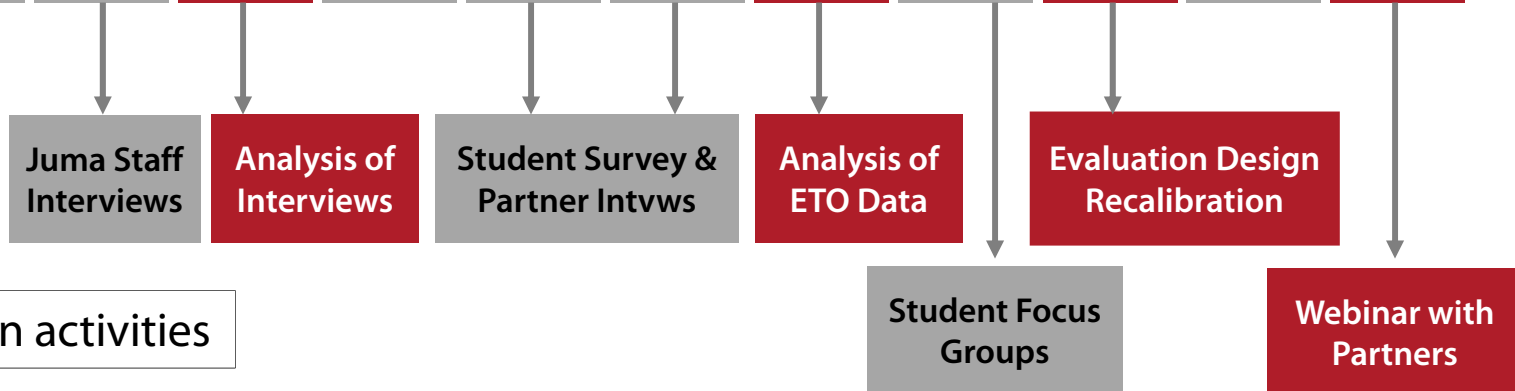 Juma Staff
Interviews
Analysis of
Interviews
Student Survey &
Partner Intvws
Analysis of
ETO Data
Evaluation Design
Recalibration
Student Focus
Groups
Webinar with
Partners
n activities